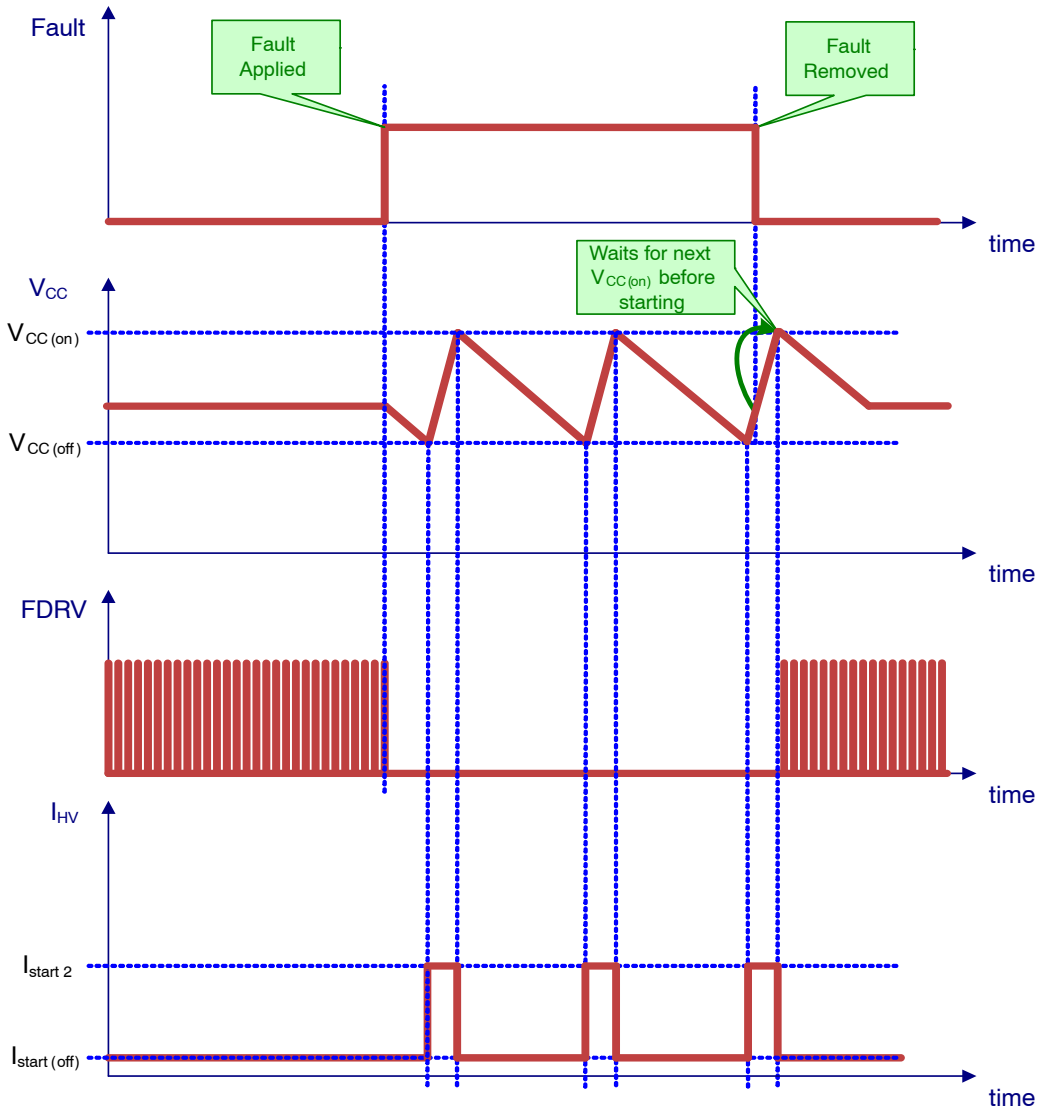 Fault
Fault
Applied
Fault
Removed
time
Waits for next
VCC(on) before
starting
VCC
VCC (on)
VCC (off)
time
FDRV
time
IHV
Istart 2
Istart (off)
time